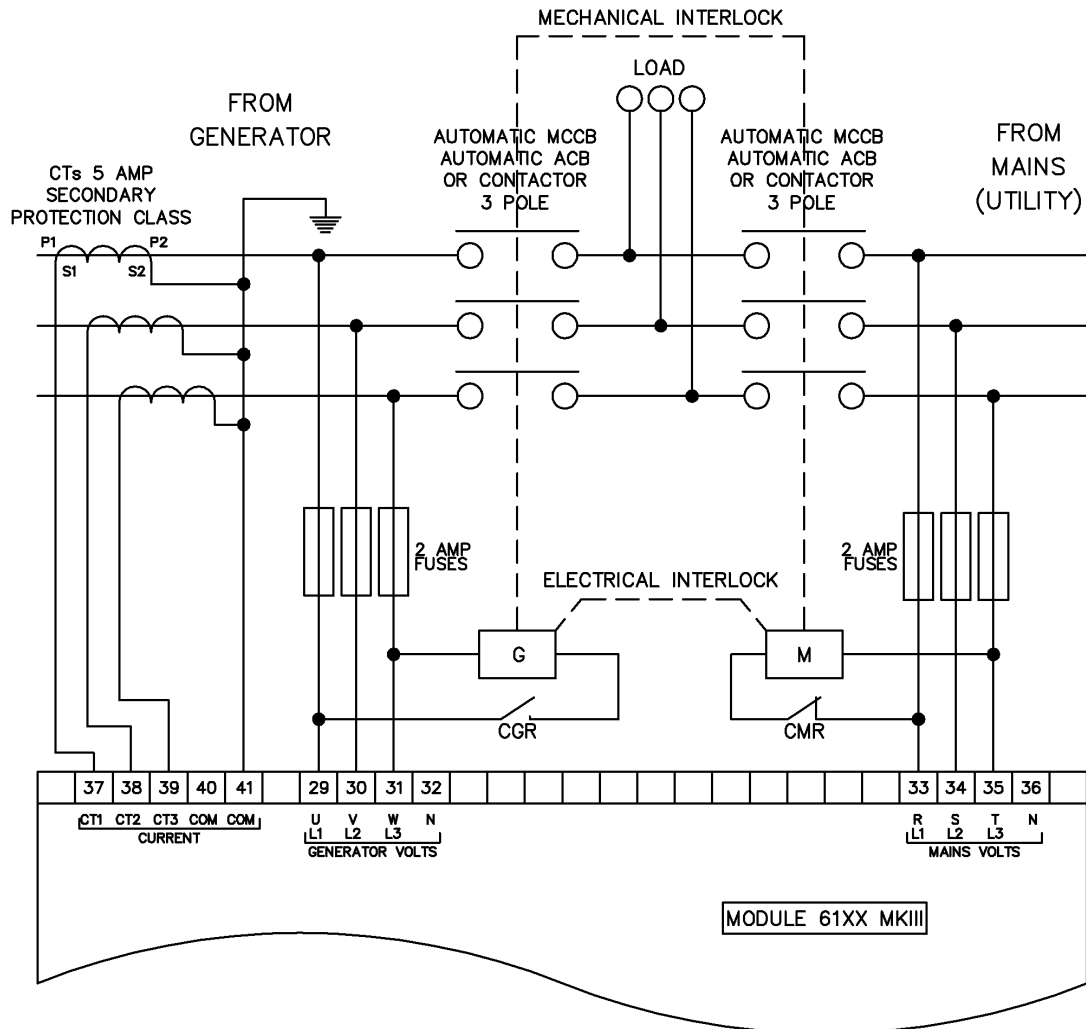 MECHANICAL INTERLOCK
LOAD
FROM
GENERATOR
AUTOMATIC MCCB
AUTOMATIC ACB
OR CONTACTOR
3 POLE
AUTOMATIC MCCB
AUTOMATIC ACB
OR CONTACTOR
3 POLE
FROM
MAINS
(UTILITY)
CTs 5 AMP
SECONDARY
PROTECTION CLASS
P1
P2
S1
S2
2 AMP
FUSES
2 AMP
FUSES
ELECTRICAL INTERLOCK
G
M
CGR
CMR
37 38 39 40 41 29 30 31 32 33 34 35 36
CT1 CT2 CT3 COM COM
CURRENT
U V W N
L1 L2 L3
GENERATOR VOLTS
R S T N
L1 L2 L3
MAINS VOLTS
MODULE 61XX MKIII